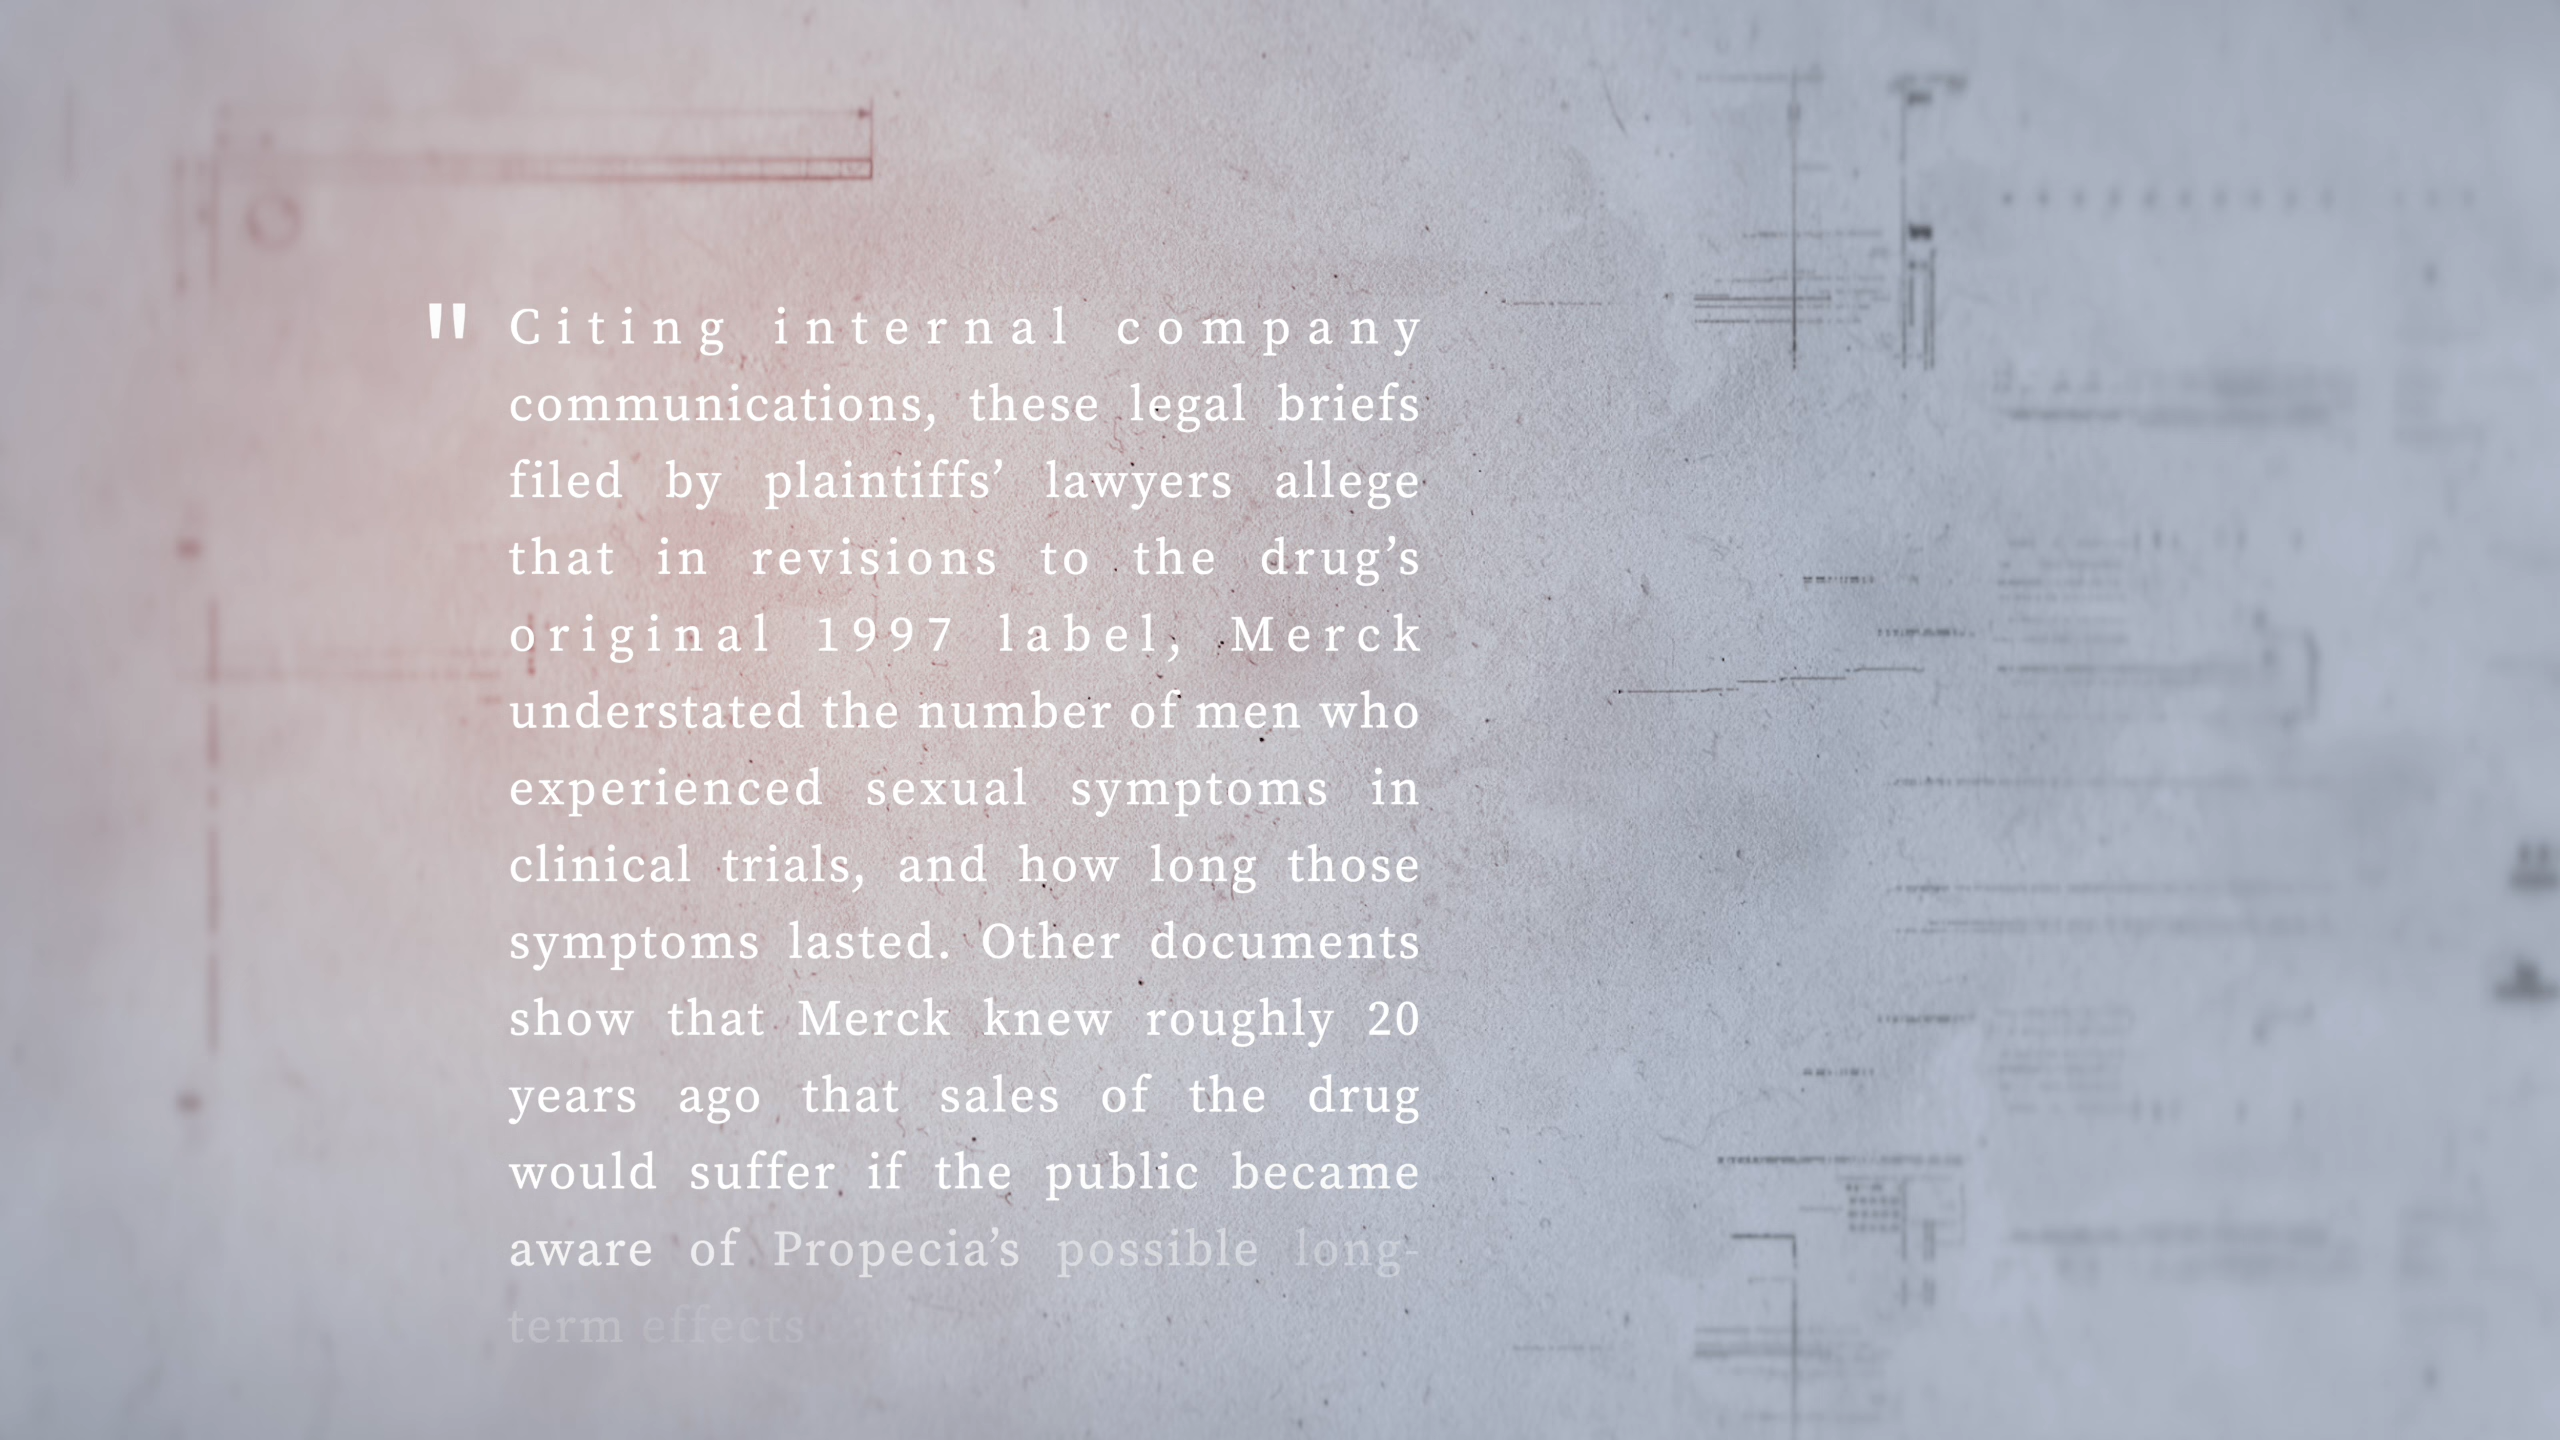 " Citing internal company
communications, these legal briefs
filed by plaintiffs’ lawyers allege
that in revisions to the drug’s
original 1997 label, Merck
understated the number of men who
experienced sexual symptoms in
clinical trials, and how long those
symptoms lasted. Other documents
show that Merck knew roughly 20
years ago that sales of the drug
would suffer if the public became
aware of Propecia’s possible long-
term effects